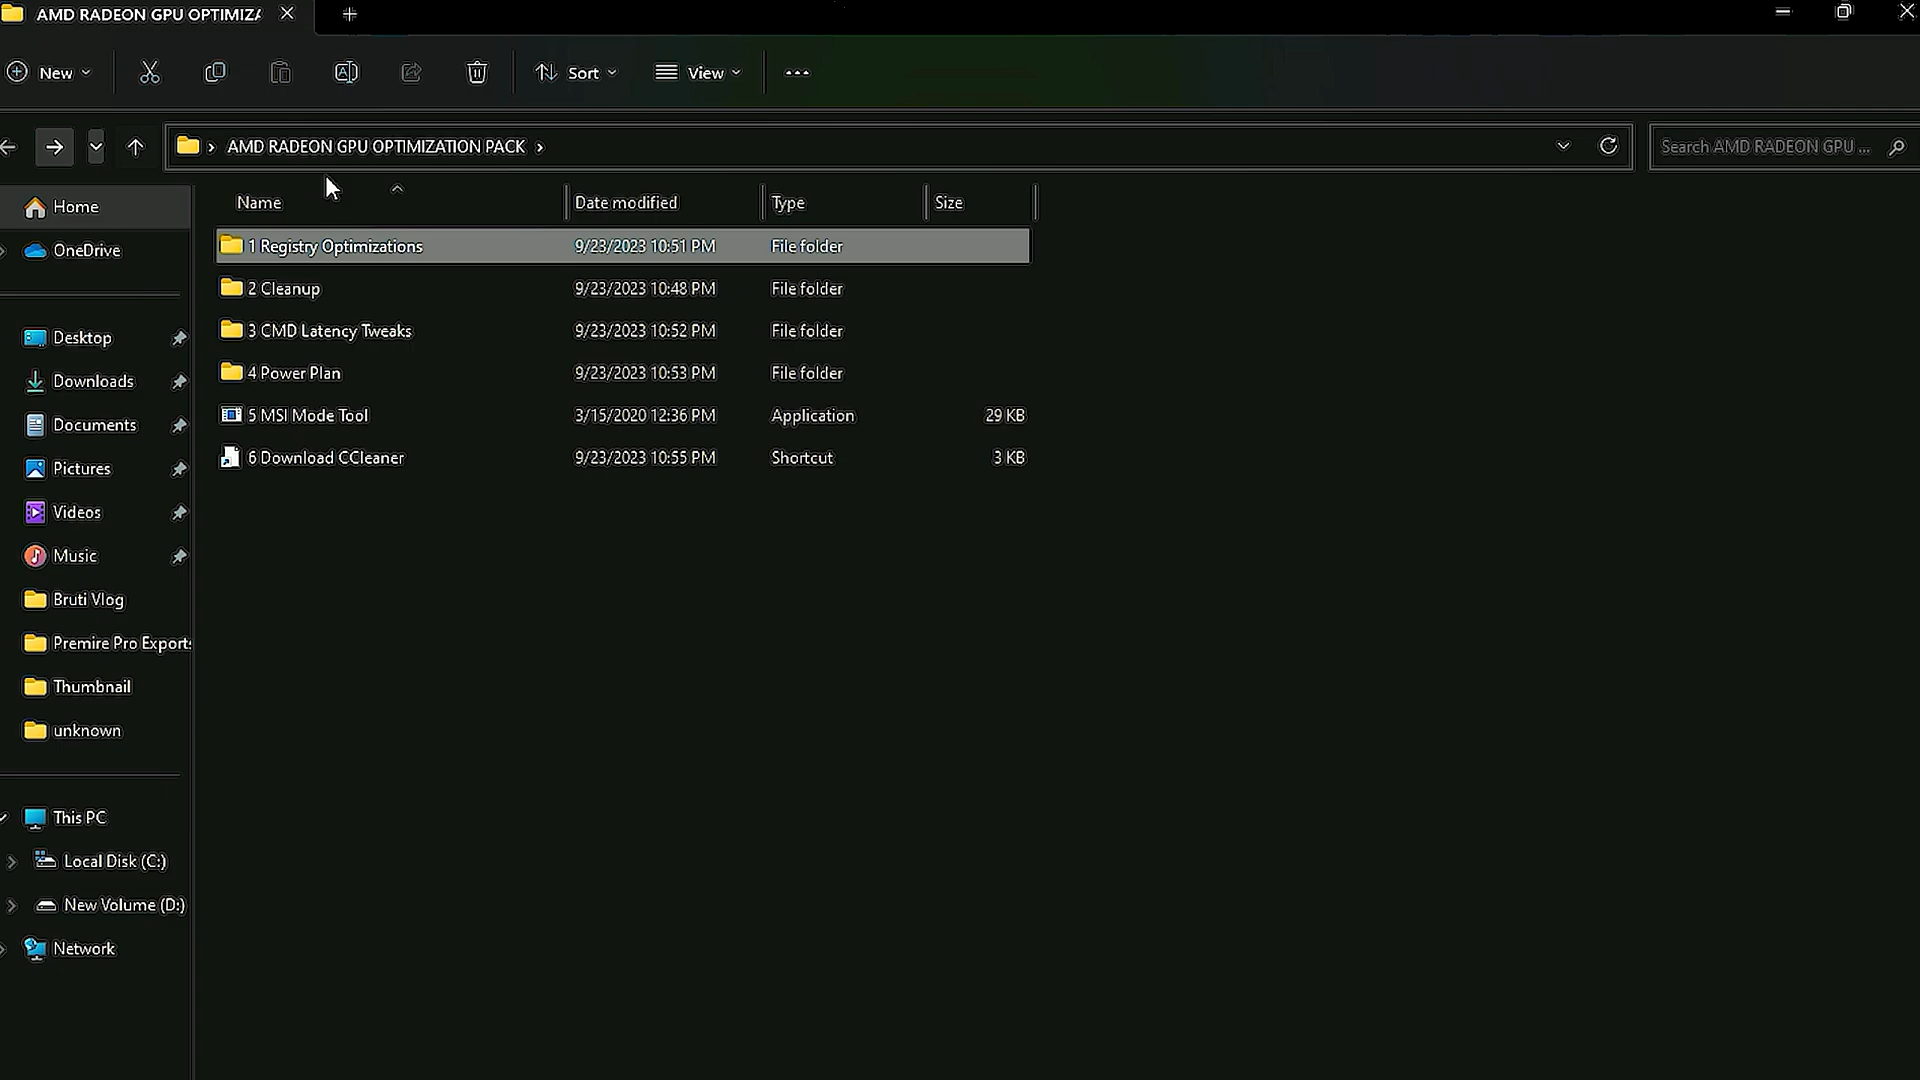 AMD RADEON GPU OPTIMIZA
New
Sort
View
AMD RADEON GPU OPTIMIZATION PACK
Search AMD RADEON GPU ...
Name Date modified Type Size
Home
OneDrive
Desktop
Downloads
Documents
Pictures
Videos
Music
Bruti Vlog
Premire Pro Exports
Thumbnail
unknown
This PC
Local Disk (C:)
New Volume (D:)
Network
1 Registry Optimizations 9/23/2023 10:51 PM File folder
2 Cleanup 9/23/2023 10:48 PM File folder
3 CMD Latency Tweaks 9/23/2023 10:52 PM File folder
4 Power Plan 9/23/2023 10:53 PM File folder
5 MSI Mode Tool 3/15/2020 12:36 PM Application 29 KB
6 Download CCleaner 9/23/2023 10:55 PM Shortcut 3 KB